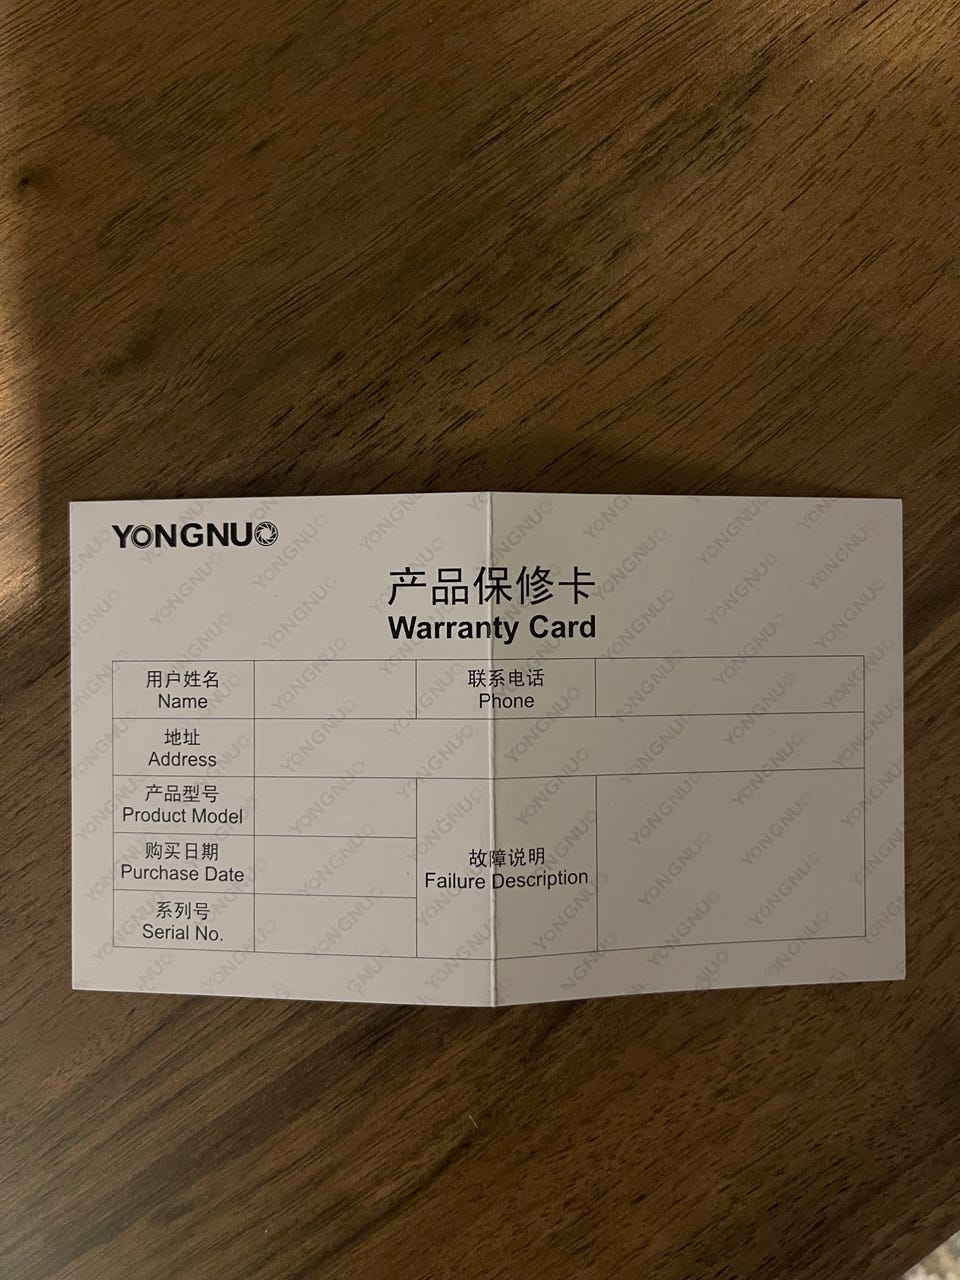 YONGNUO
产品保修卡
Warranty Card
用户姓名
Name
联系电话
Phone
地址
Address
产品型号
Product Model
购买日期
Purchase Date
系列号
Serial No.
故障说明
Failure Description